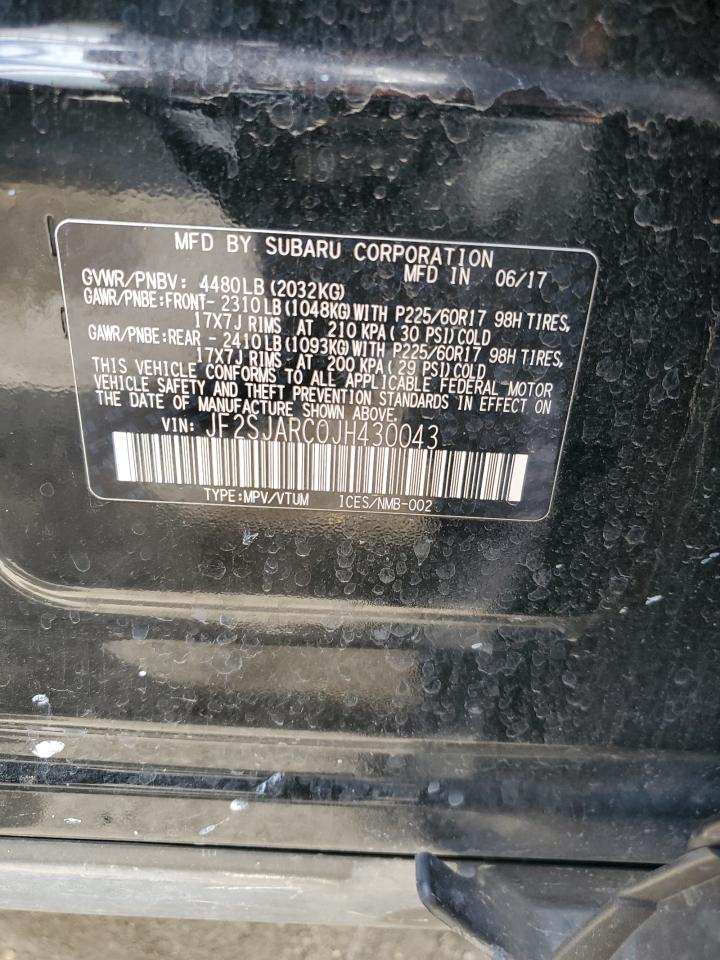 MFD BY SUBARU CORPORATION
MFD IN 06/17
GVWR/PNBV: 4480LB(2032KG)
GAWR/PNBE:FRONT- 2310LB(1048KG)WITH P225/60R17 98H TIRES,
17X7J RIMS AT 210 KPA(30 PSI)COLD
GAWR/PNBE:REAR - 2410LB(1093KG)WITH P225/60R17 98H TIRES,
17X7J RIMS AT 200 KPA(29 PSI)COLD
THIS VEHICLE CONFORMS TO ALL APPLICABLE FEDERAL MOTOR
VEHICLE SAFETY AND THEFT PREVENTION STANDARDS IN EFFECT ON
THE DATE OF MANUFACTURE SHOWN ABOVE.
VIN: JF2SJARC0JH430043
TYPE:MPV/VTUM ICES/NMB-002